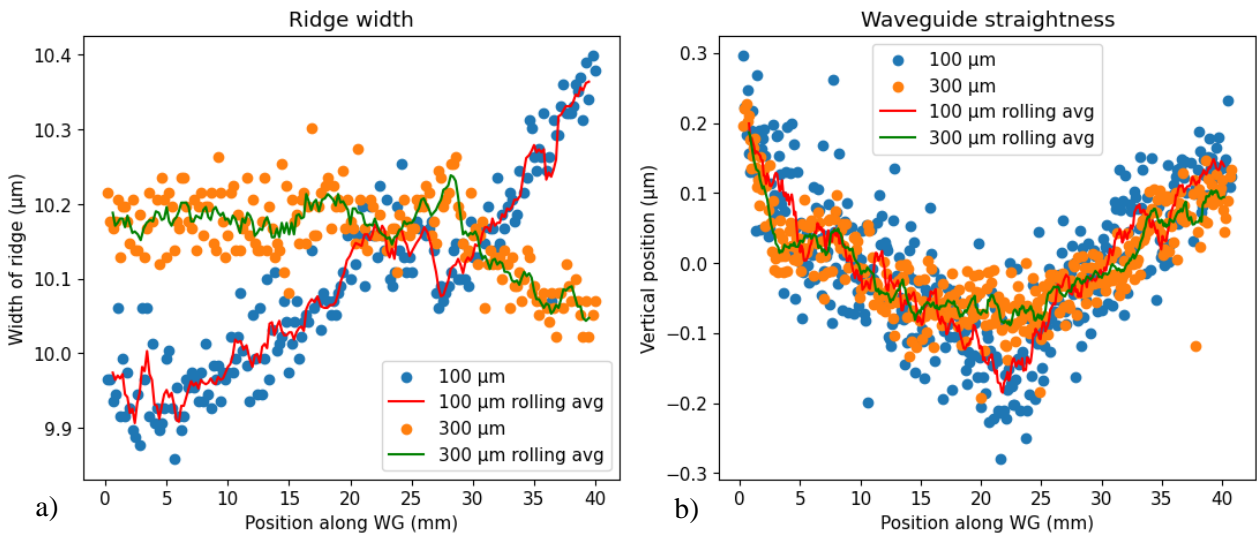 Ridge width
10.4
10.3
10.2
10.1
10.0
9.9
Width of ridge (μm)
100 μm
100 μm rolling avg
300 μm
300 μm rolling avg
0 5 10 15 20 25 30 35 40
Position along WG (mm)
a)
Waveguide straightness
0.3
0.2
0.1
0.0
−0.1
−0.2
−0.3
Vertical position (μm)
100 μm
300 μm
100 μm rolling avg
300 μm rolling avg
0 5 10 15 20 25 30 35 40
Position along WG (mm)
b)